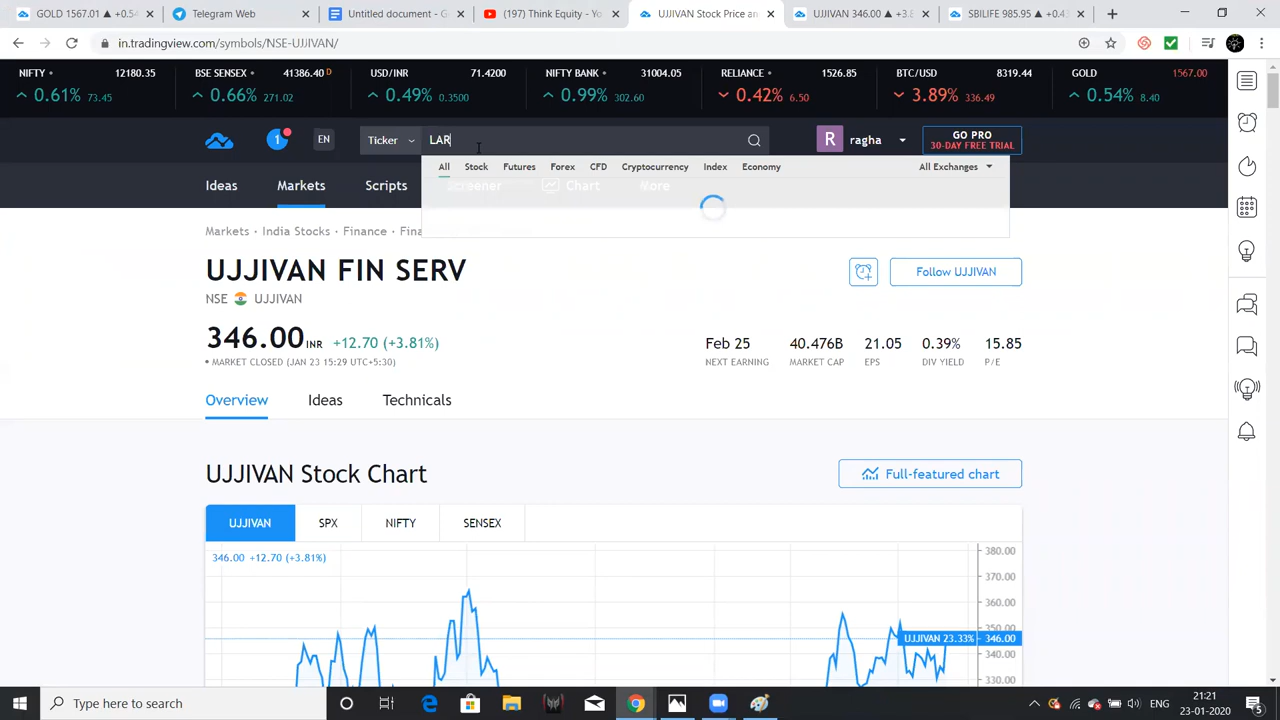 GOLD 1567.01 ▲ +0.54
Telegram Web
Untitled document - G
(197) Think Equity - Yo
UJJIVAN Stock Price an
UJJIVAN 346.00 ▲ +3.8
SBILIFE 985.95 ▲ +0.43
in.tradingview.com/symbols/NSE-UJJIVAN/
NIFTY 12180.35
0.61% 73.45
BSE SENSEX 41386.40 D
0.66% 271.02
USD/INR 71.4200
0.49% 0.3500
NIFTY BANK 31004.05
0.99% 302.60
RELIANCE 1526.85
0.42% 6.50
BTC/USD 8319.44
3.89% 336.49
GOLD 1567.00
0.54% 8.40
1 EN Ticker LAR R ragha GO PRO
30-DAY FREE TRIAL
All Stock Futures Forex CFD Cryptocurrency Index Economy All Exchanges
Ideas Markets Scripts Screener Chart More
Markets · India Stocks · Finance · Fina
UJJIVAN FIN SERV
Follow UJJIVAN
NSE UJJIVAN
346.00 INR +12.70 (+3.81%)
• MARKET CLOSED (JAN 23 15:29 UTC+5:30)
Feb 25 40.476B 21.05 0.39% 15.85
NEXT EARNING MARKET CAP EPS DIV YIELD P/E
Overview Ideas Technicals
UJJIVAN Stock Chart
Full-featured chart
UJJIVAN SPX NIFTY SENSEX
346.00 +12.70 (+3.81%)
380.00
370.00
360.00
350.00
UJJIVAN 23.33% 346.00
340.00
330.00
Type here to search
ENG
21:21
23-01-2020
5